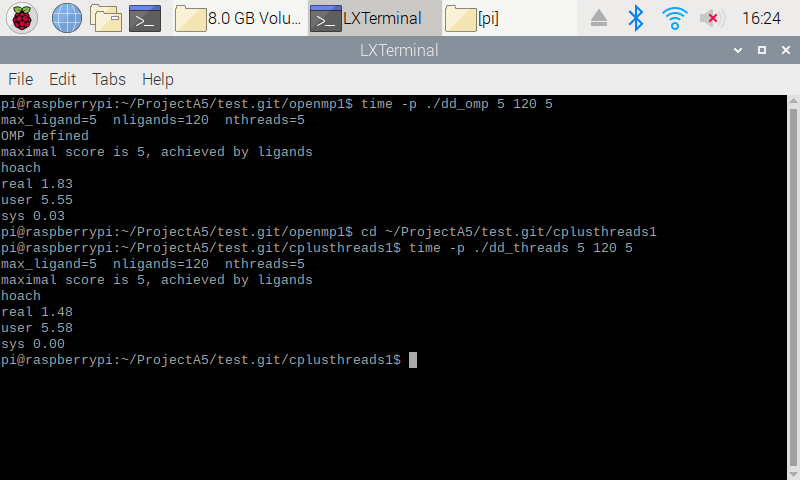 8.0 GB Volu... LXTerminal [pi] 16:24
LXTerminal
File Edit Tabs Help
pi@raspberrypi:~/ProjectA5/test.git/openmp1$ time -p ./dd_omp 5 120 5
max_ligand=5  nligands=120  nthreads=5
OMP defined
maximal score is 5, achieved by ligands
hoach
real 1.83
user 5.55
sys 0.03
pi@raspberrypi:~/ProjectA5/test.git/openmp1$ cd ~/ProjectA5/test.git/cplusthreads1
pi@raspberrypi:~/ProjectA5/test.git/cplusthreads1$ time -p ./dd_threads 5 120 5
max_ligand=5  nligands=120  nthreads=5
maximal score is 5, achieved by ligands
hoach
real 1.48
user 5.58
sys 0.00
pi@raspberrypi:~/ProjectA5/test.git/cplusthreads1$